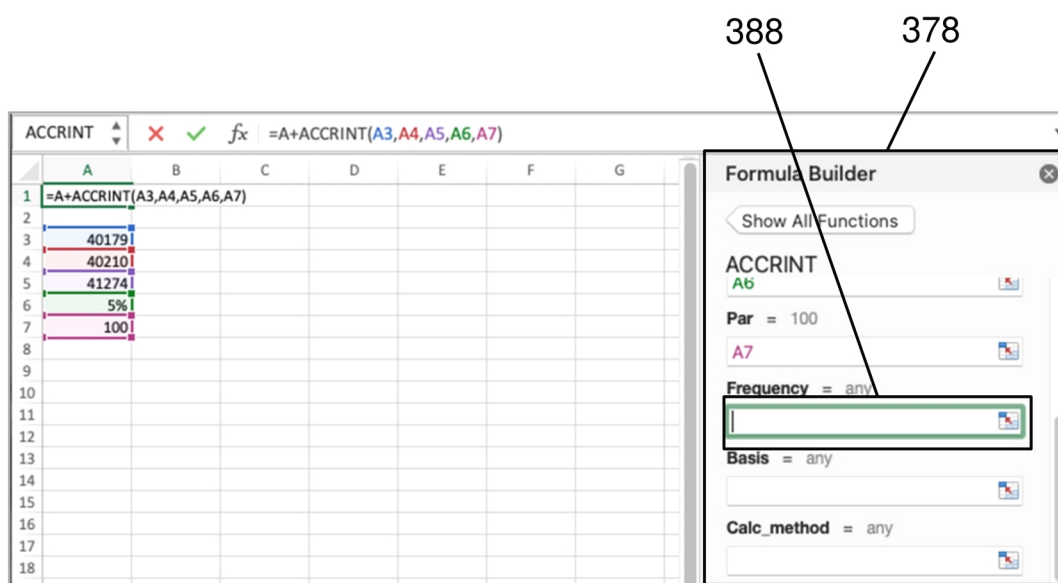 388 378
ACCRINT fx =A+ACCRINT(A3,A4,A5,A6,A7)
A B C D E F G
1 =A+ACCRINT(A3,A4,A5,A6,A7)
2
3 40179
4 40210
5 41274
6 5%
7 100
8
9
10
11
12
13
14
15
16
17
18
Formula Builder
Show All Functions
ACCRINT
A6
Par = 100
A7
Frequency = any
Basis = any
Calc_method = any